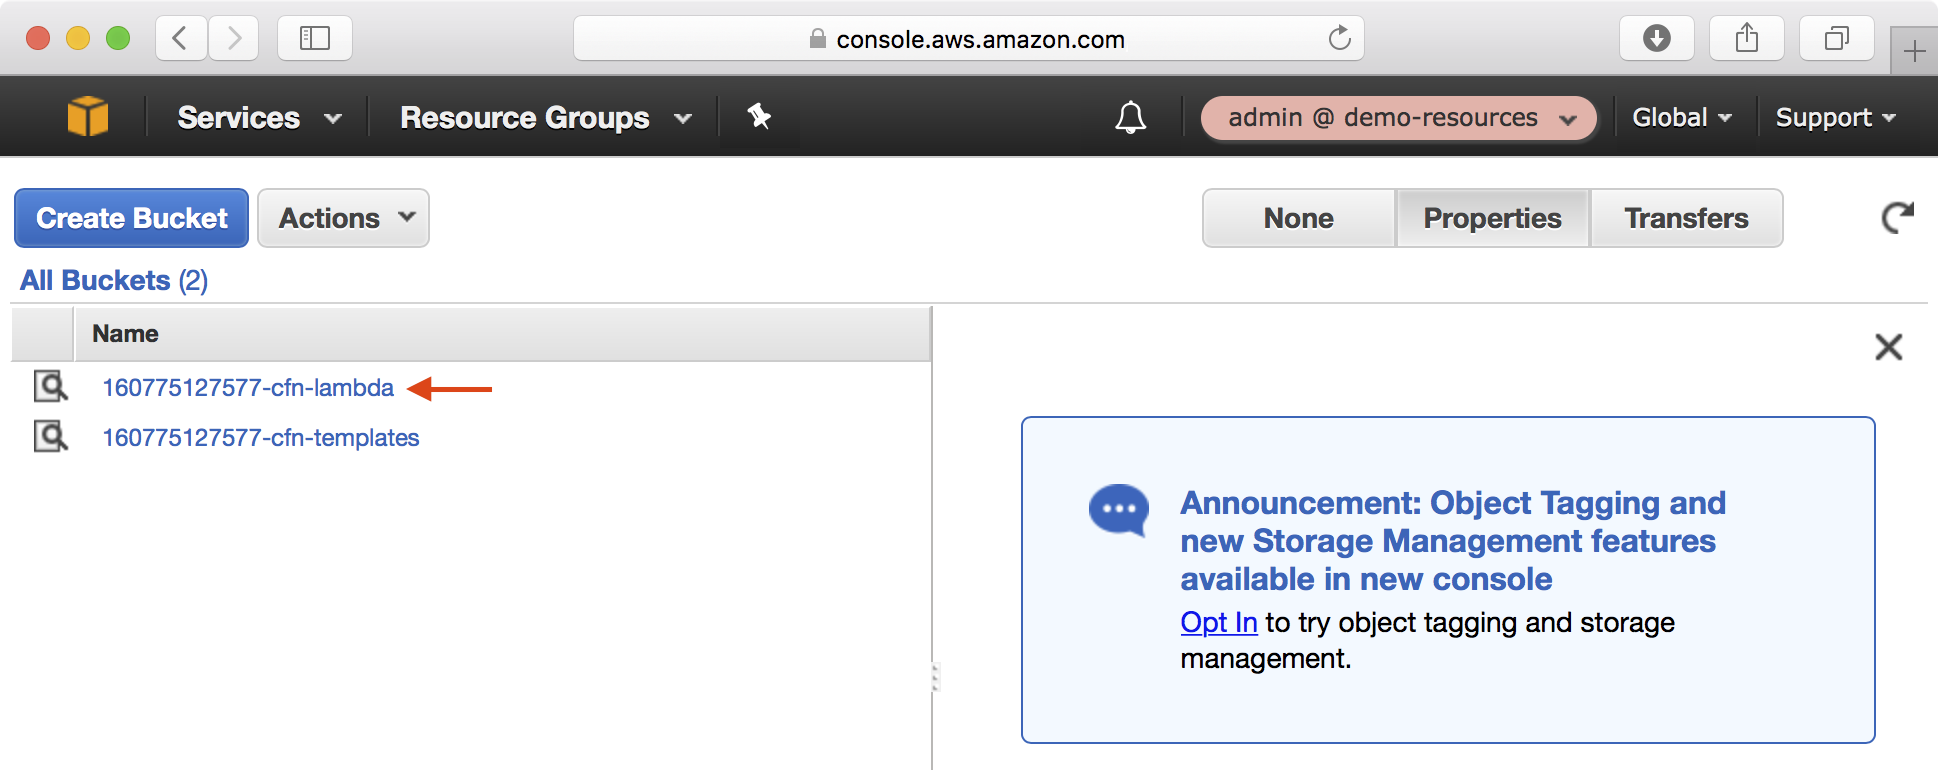 console.aws.amazon.com
Services Resource Groups admin @ demo-resources Global Support
Create Bucket Actions None Properties Transfers
All Buckets (2)
Name
160775127577-cfn-lambda
160775127577-cfn-templates
Announcement: Object Tagging and
new Storage Management features
available in new console
Opt In to try object tagging and storage
management.